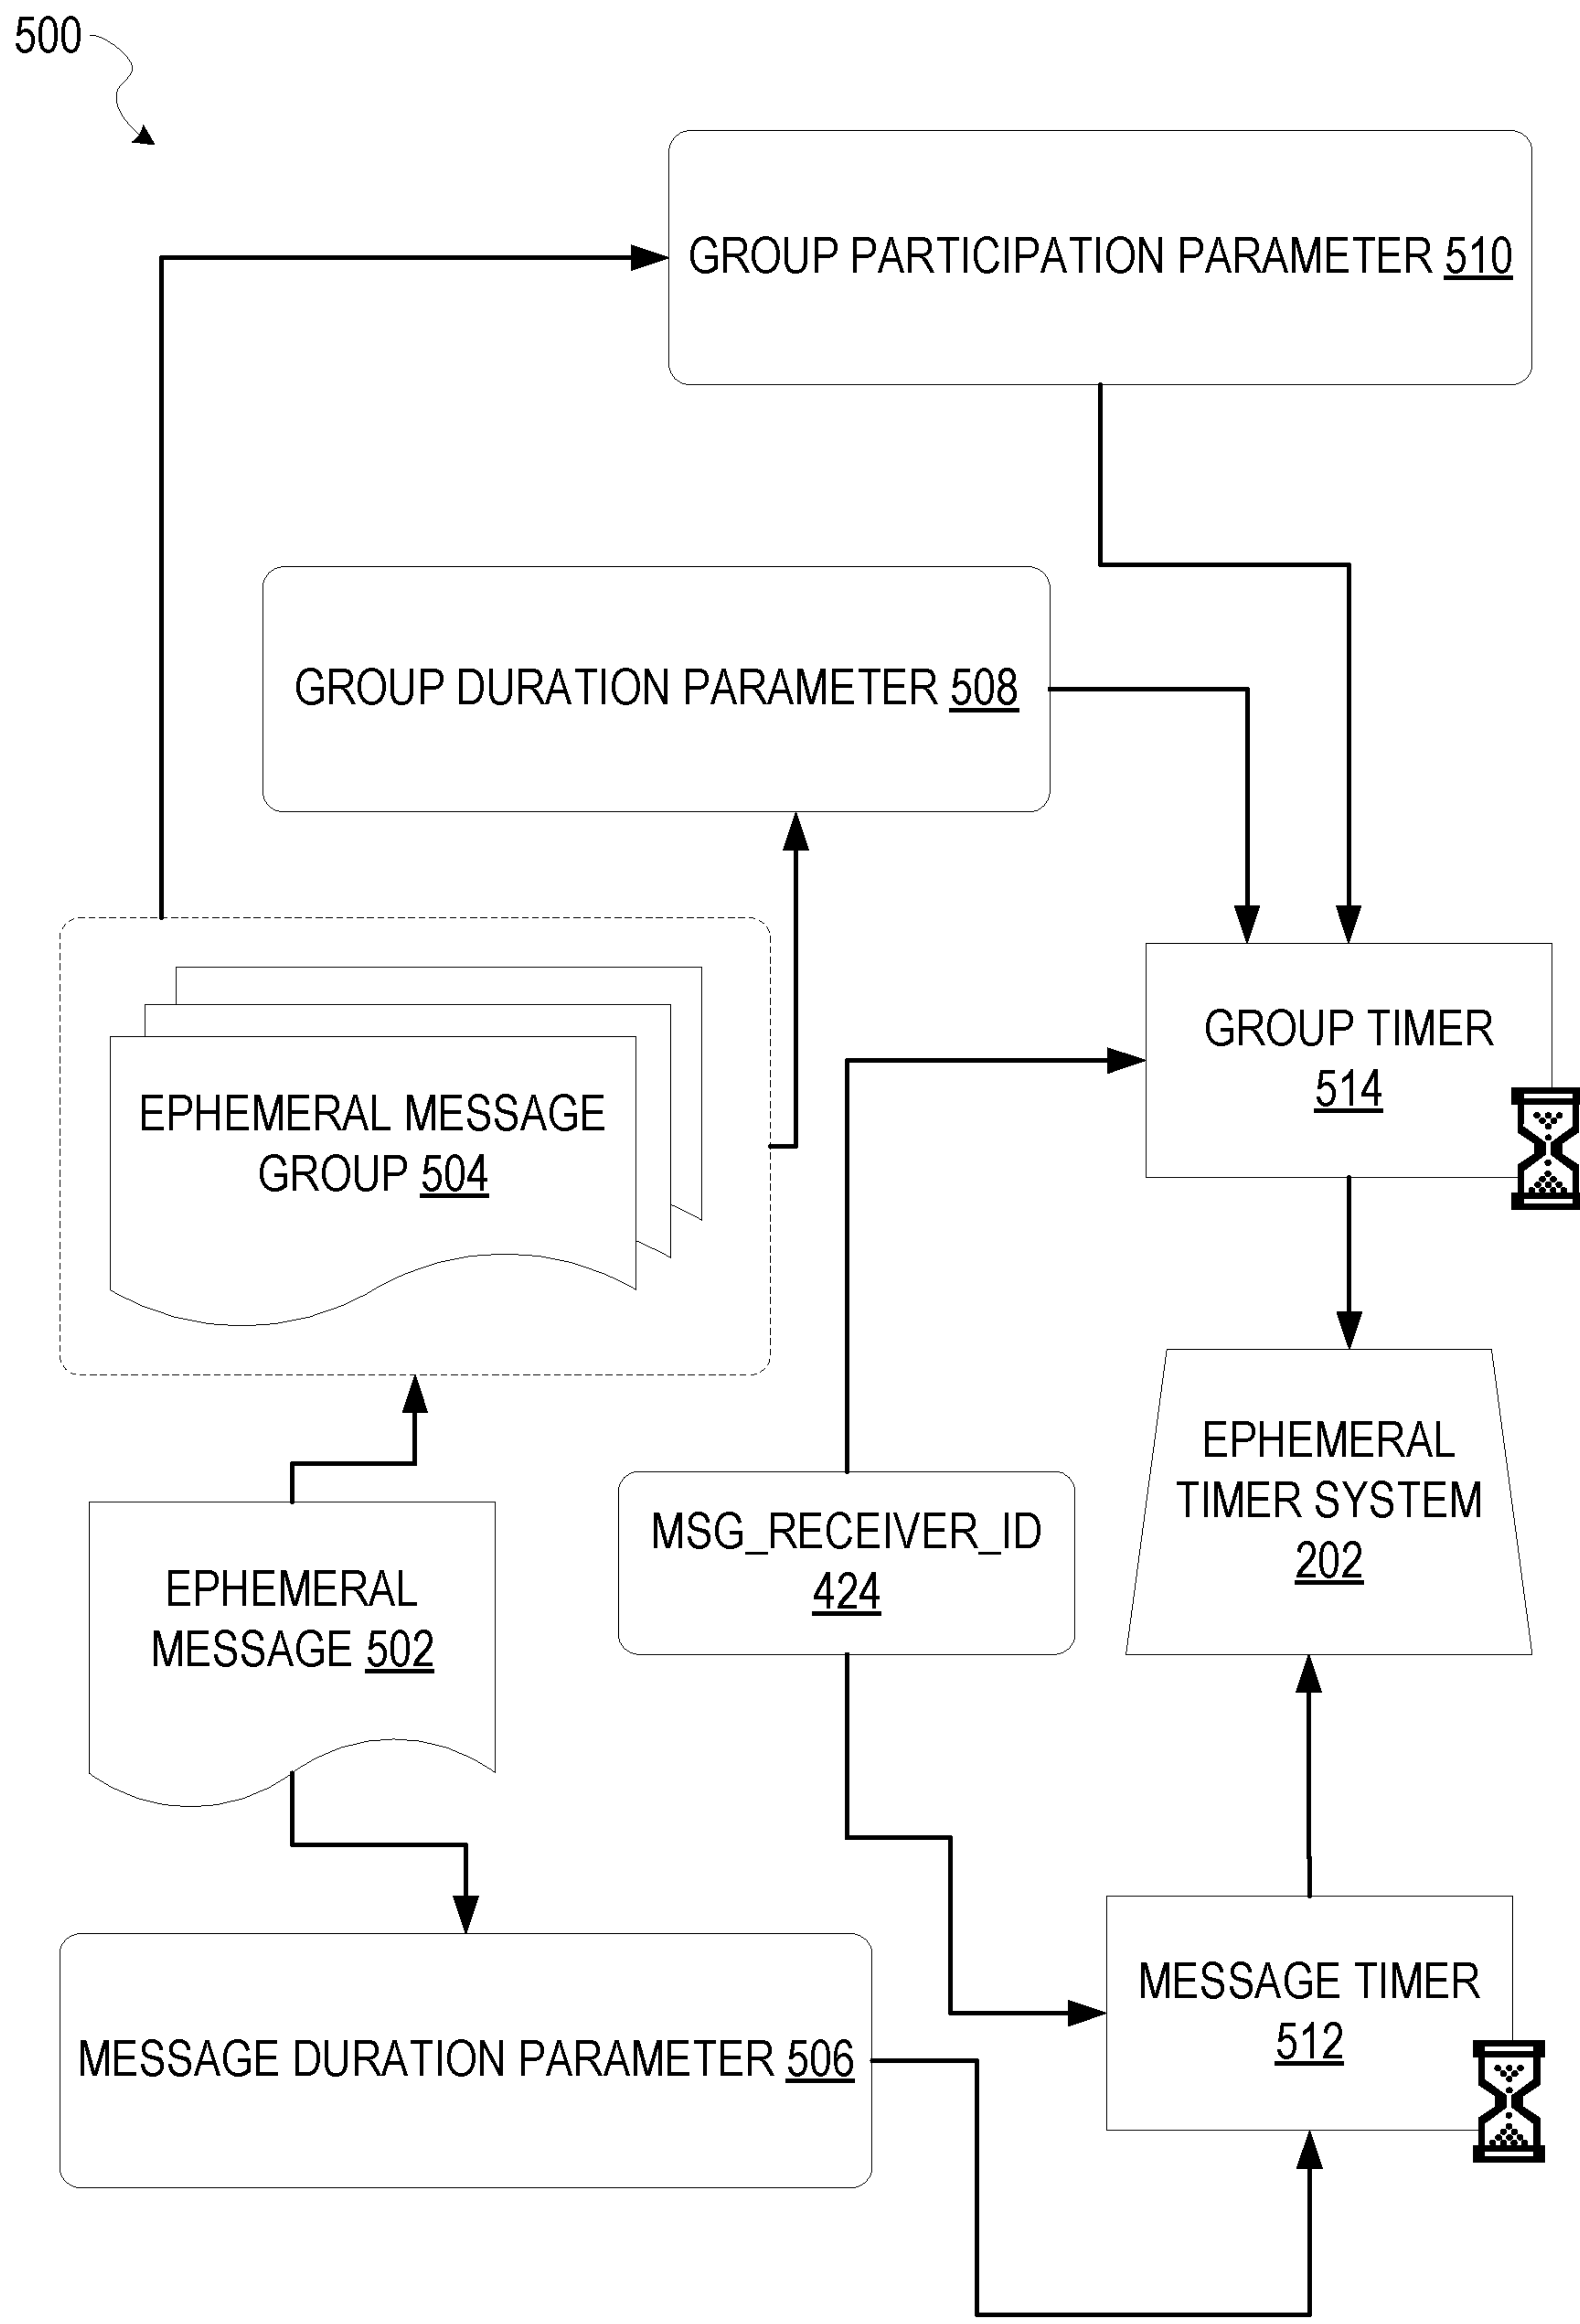 500
GROUP PARTICIPATION PARAMETER 510
GROUP DURATION PARAMETER 508
GROUP TIMER
514
EPHEMERAL MESSAGE
GROUP 504
EPHEMERAL
TIMER SYSTEM
202
MSG_RECEIVER_ID
424
EPHEMERAL
MESSAGE 502
MESSAGE TIMER
512
MESSAGE DURATION PARAMETER 506